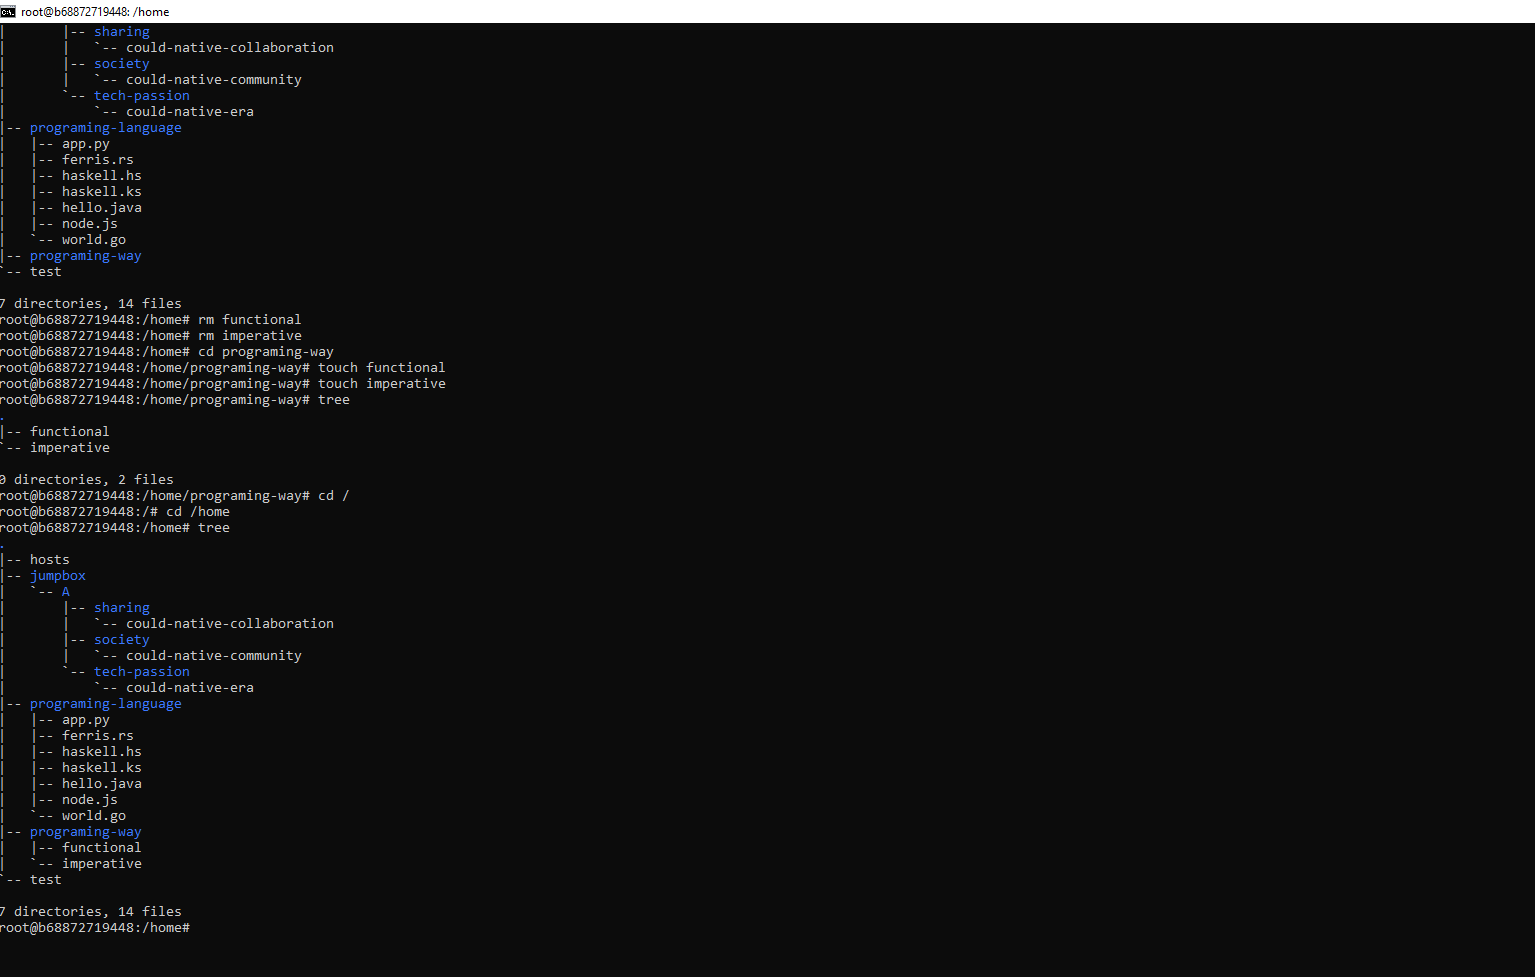 root@b68872719448: /home
|       |-- sharing
|       |   `-- could-native-collaboration
|       |-- society
|       |   `-- could-native-community
|       `-- tech-passion
|           `-- could-native-era
|-- programing-language
|   |-- app.py
|   |-- ferris.rs
|   |-- haskell.hs
|   |-- haskell.ks
|   |-- hello.java
|   |-- node.js
|   `-- world.go
|-- programing-way
`-- test
7 directories, 14 files
root@b68872719448:/home# rm functional
root@b68872719448:/home# rm imperative
root@b68872719448:/home# cd programing-way
root@b68872719448:/home/programing-way# touch functional
root@b68872719448:/home/programing-way# touch imperative
root@b68872719448:/home/programing-way# tree
.
|-- functional
`-- imperative
0 directories, 2 files
root@b68872719448:/home/programing-way# cd /
root@b68872719448:/# cd /home
root@b68872719448:/home# tree
.
|-- hosts
|-- jumpbox
|   `-- A
|       |-- sharing
|       |   `-- could-native-collaboration
|       |-- society
|       |   `-- could-native-community
|       `-- tech-passion
|           `-- could-native-era
|-- programing-language
|   |-- app.py
|   |-- ferris.rs
|   |-- haskell.hs
|   |-- haskell.ks
|   |-- hello.java
|   |-- node.js
|   `-- world.go
|-- programing-way
|   |-- functional
|   `-- imperative
`-- test
7 directories, 14 files
root@b68872719448:/home#